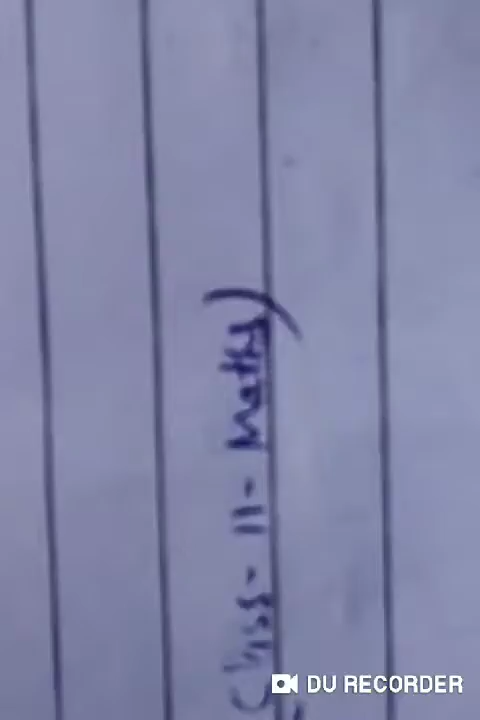 Class - 11 - Maths)
DU RECORDER